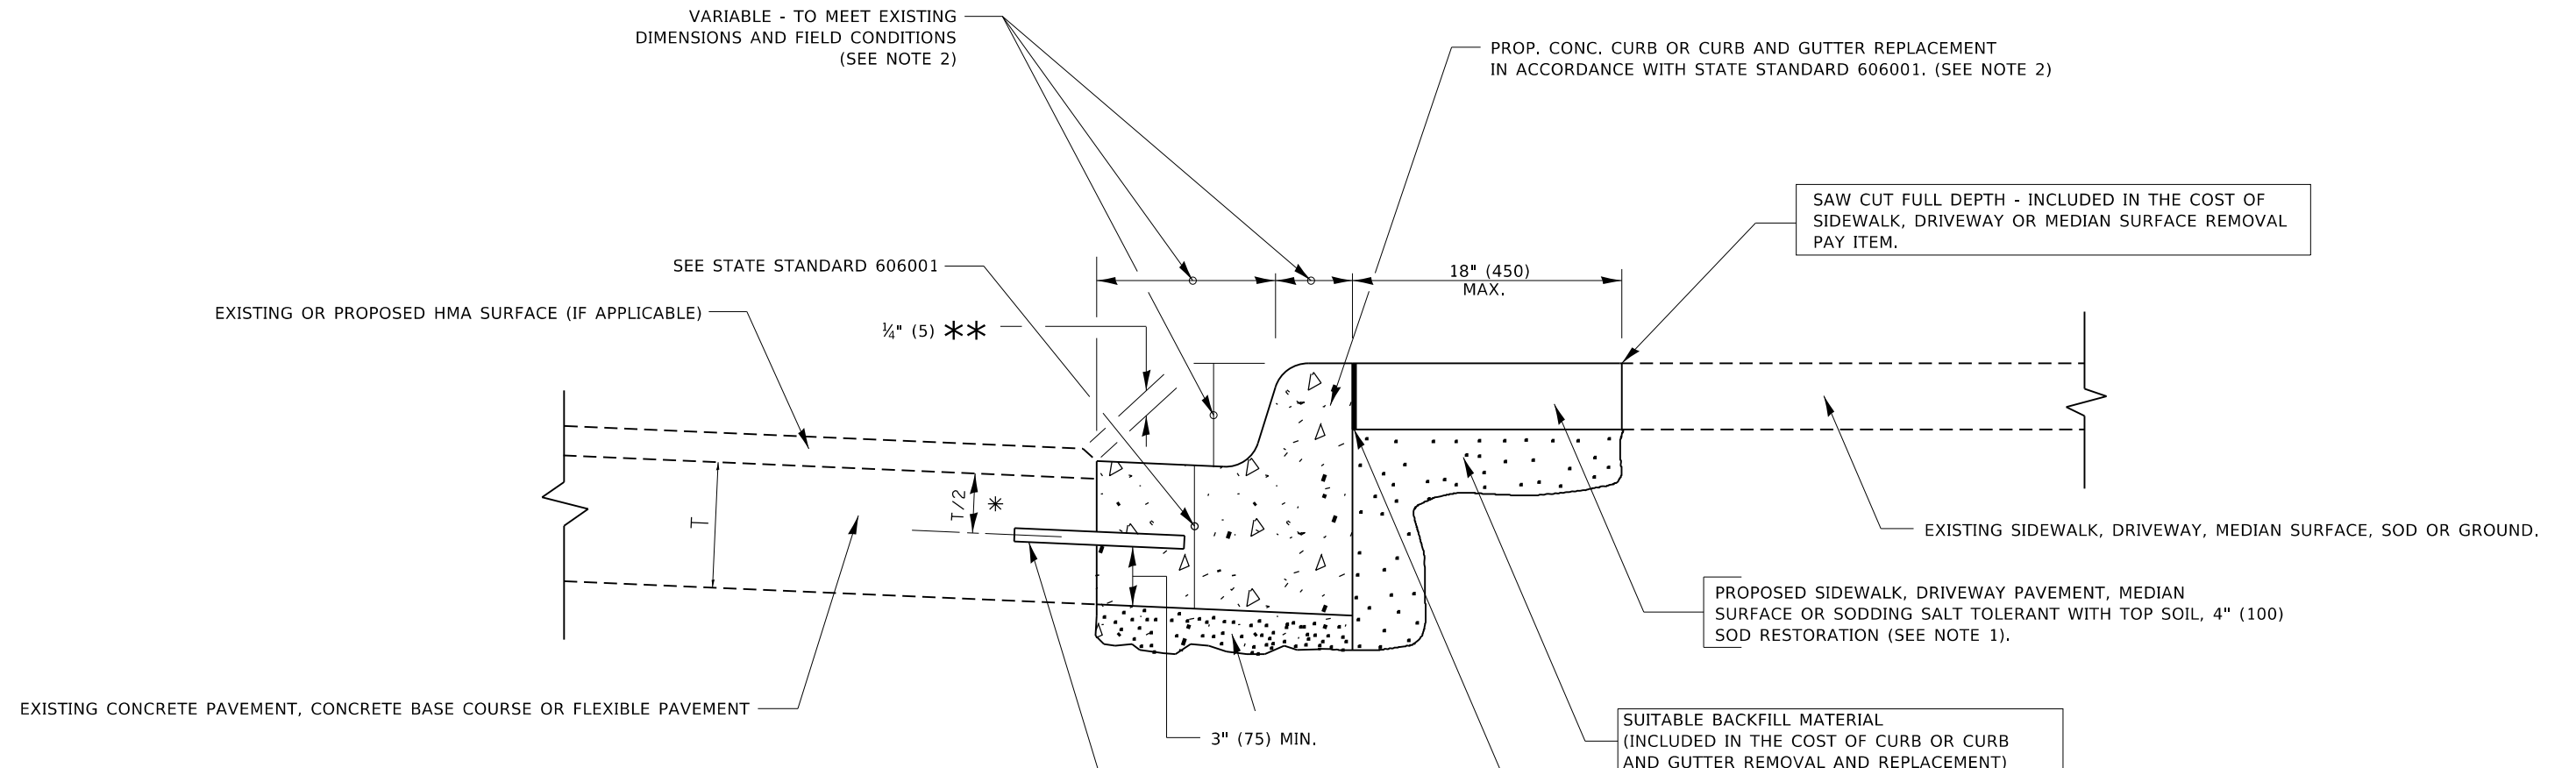 VARIABLE - TO MEET EXISTING
DIMENSIONS AND FIELD CONDITIONS
(SEE NOTE 2)
PROP. CONC. CURB OR CURB AND GUTTER REPLACEMENT
IN ACCORDANCE WITH STATE STANDARD 606001. (SEE NOTE 2)
SAW CUT FULL DEPTH - INCLUDED IN THE COST OF
SIDEWALK, DRIVEWAY OR MEDIAN SURFACE REMOVAL
PAY ITEM.
SEE STATE STANDARD 606001
18" (450)
MAX.
EXISTING OR PROPOSED HMA SURFACE (IF APPLICABLE)
¼" (5) **
T
T/2 *
EXISTING SIDEWALK, DRIVEWAY, MEDIAN SURFACE, SOD OR GROUND.
PROPOSED SIDEWALK, DRIVEWAY PAVEMENT, MEDIAN
SURFACE OR SODDING SALT TOLERANT WITH TOP SOIL, 4" (100)
SOD RESTORATION (SEE NOTE 1).
EXISTING CONCRETE PAVEMENT, CONCRETE BASE COURSE OR FLEXIBLE PAVEMENT
3" (75) MIN.
SUITABLE BACKFILL MATERIAL
(INCLUDED IN THE COST OF CURB OR CURB
AND GUTTER REMOVAL AND REPLACEMENT)